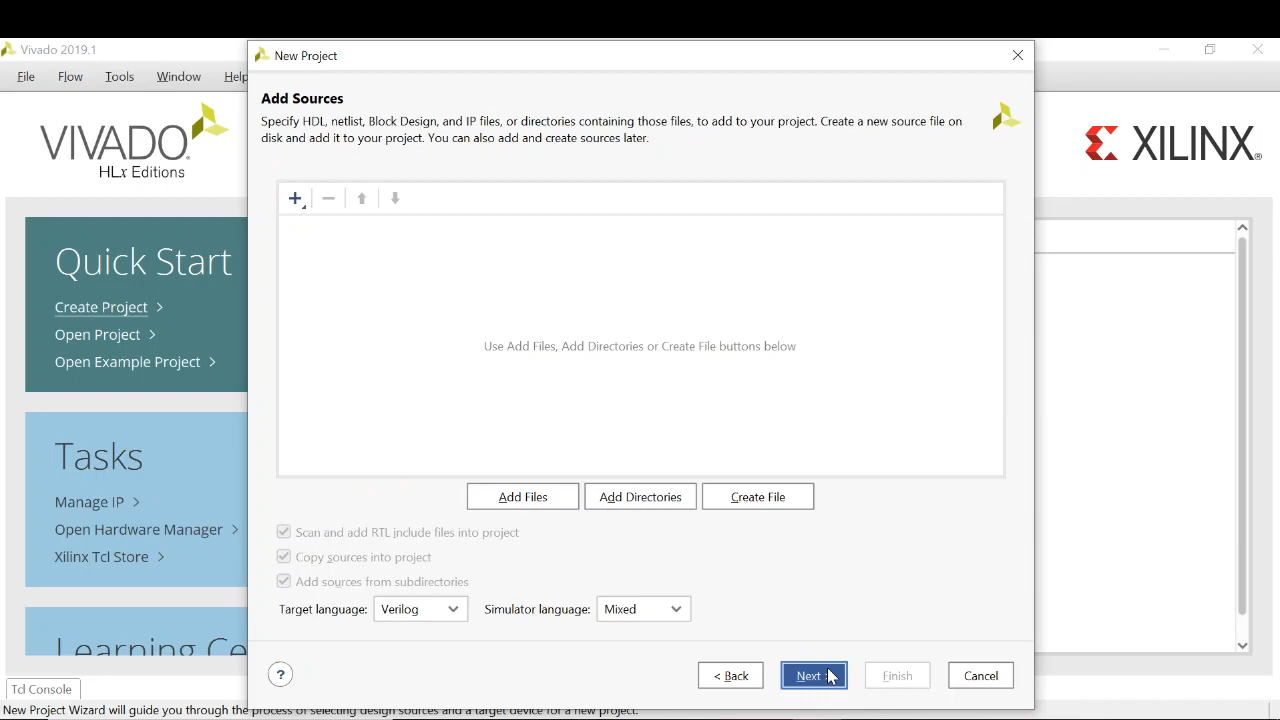 Vivado 2019.1
New Project
File
Flow
Tools
Window
Help
VIVADO
HLx Editions
Add Sources
Specify HDL, netlist, Block Design, and IP files, or directories containing those files, to add to your project. Create a new source file on
disk and add it to your project. You can also add and create sources later.
XILINX
Quick Start
Create Project >
Open Project >
Open Example Project >
Use Add Files, Add Directories or Create File buttons below
Tasks
Manage IP >
Open Hardware Manager >
Xilinx Tcl Store >
Add Files
Add Directories
Create File
Scan and add RTL include files into project
Copy sources into project
Add sources from subdirectories
Target language: Verilog
Simulator language: Mixed
Learning Ce
?
< Back
Next
Finish
Cancel
Tcl Console
New Project Wizard will guide you through the process of selecting design sources and a target device for a new project.